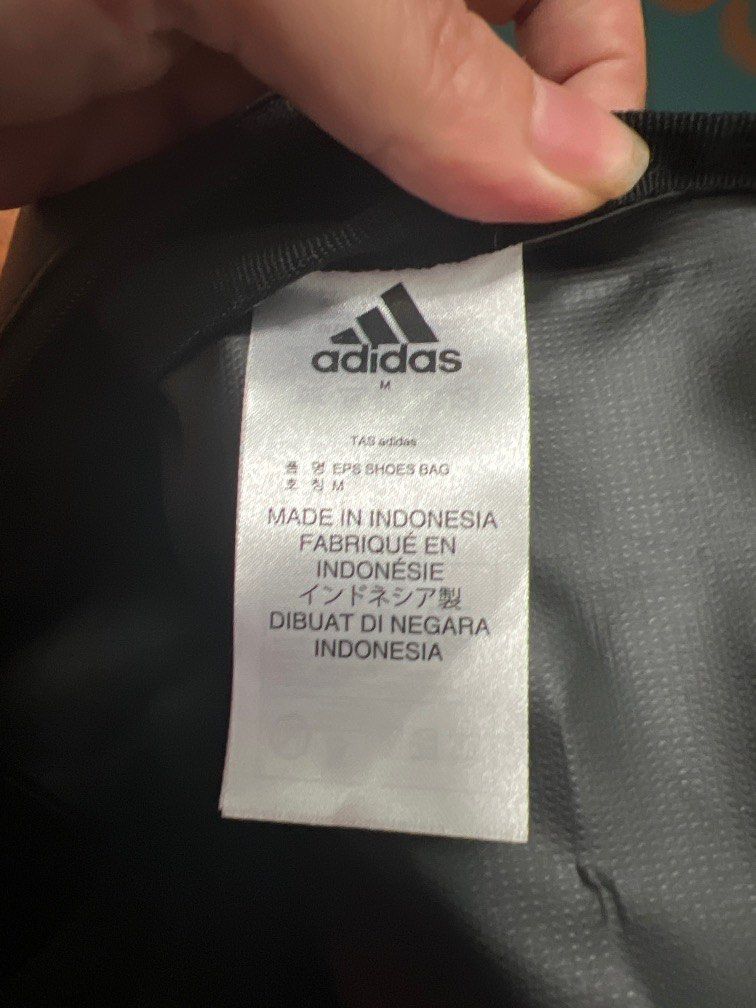 adidas
M
TAS adidas
품 명 EPS SHOES BAG
호 칭 M
MADE IN INDONESIA
FABRIQUÉ EN
INDONÉSIE
インドネシア製
DIBUAT DI NEGARA
INDONESIA